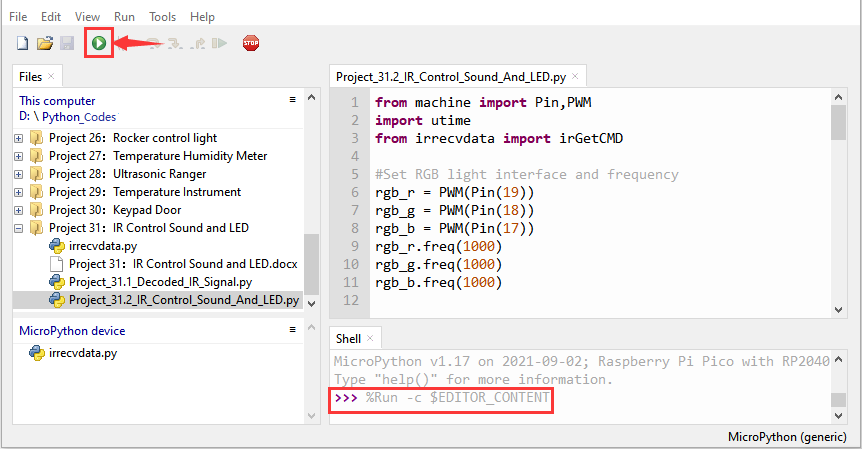 File Edit View Run Tools Help
STOP
Files ×
This computer
D: \ Python_Codes
Project 26：Rocker control light
Project 27：Temperature Humidity Meter
Project 28：Ultrasonic Ranger
Project 29：Temperature Instrument
Project 30：Keypad Door
Project 31：IR Control Sound and LED
irrecvdata.py
Project 31：IR Control Sound and LED.docx
Project_31.1_Decoded_IR_Signal.py
Project_31.2_IR_Control_Sound_And_LED.py
MicroPython device
irrecvdata.py
Project_31.2_IR_Control_Sound_And_LED.py ×
1 from machine import Pin,PWM
2 import utime
3 from irrecvdata import irGetCMD
4
5 #Set RGB light interface and frequency
6 rgb_r = PWM(Pin(19))
7 rgb_g = PWM(Pin(18))
8 rgb_b = PWM(Pin(17))
9 rgb_r.freq(1000)
10 rgb_g.freq(1000)
11 rgb_b.freq(1000)
12
Shell ×
MicroPython v1.17 on 2021-09-02; Raspberry Pi Pico with RP2040
Type "help()" for more information.
>>> %Run -c $EDITOR_CONTENT
MicroPython (generic)